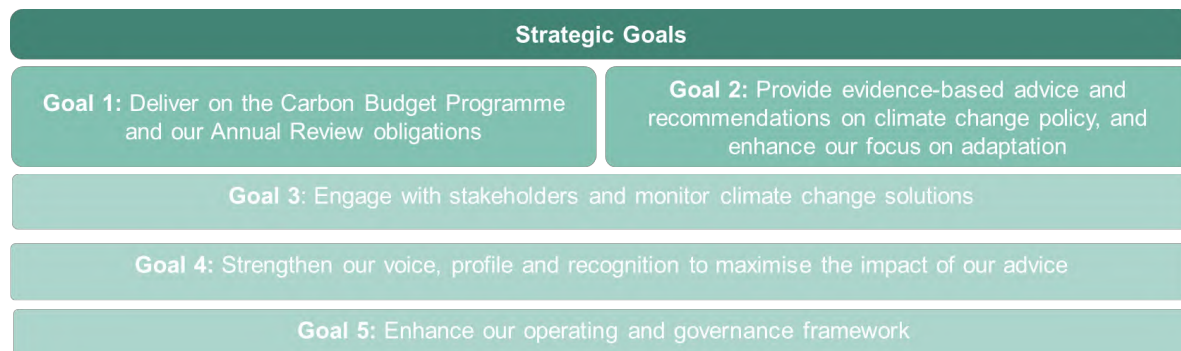 Strategic Goals
Goal 1: Deliver on the Carbon Budget Programme
and our Annual Review obligations
Goal 2: Provide evidence-based advice and
recommendations on climate change policy, and
enhance our focus on adaptation
Goal 3: Engage with stakeholders and monitor climate change solutions
Goal 4: Strengthen our voice, profile and recognition to maximise the impact of our advice
Goal 5: Enhance our operating and governance framework